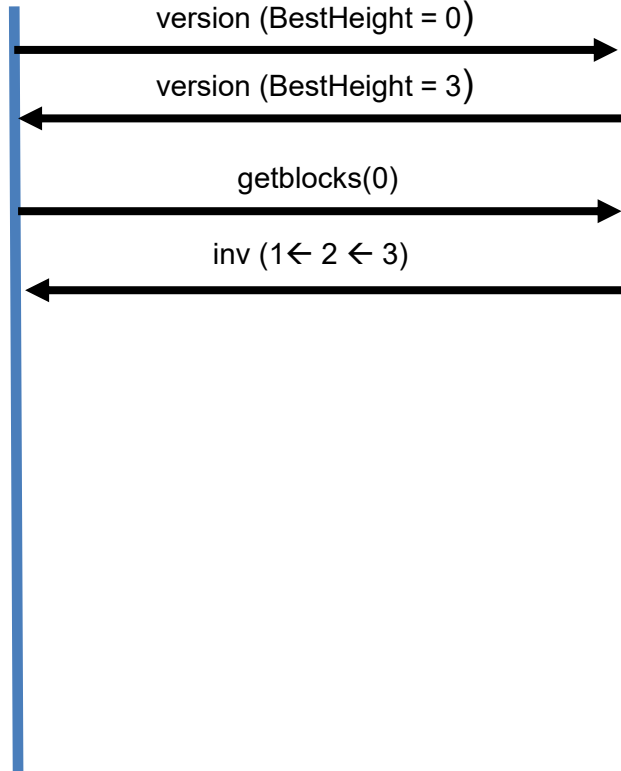 version (BestHeight = 0)
version (BestHeight = 3)
getblocks(0)
inv (1← 2 ← 3)